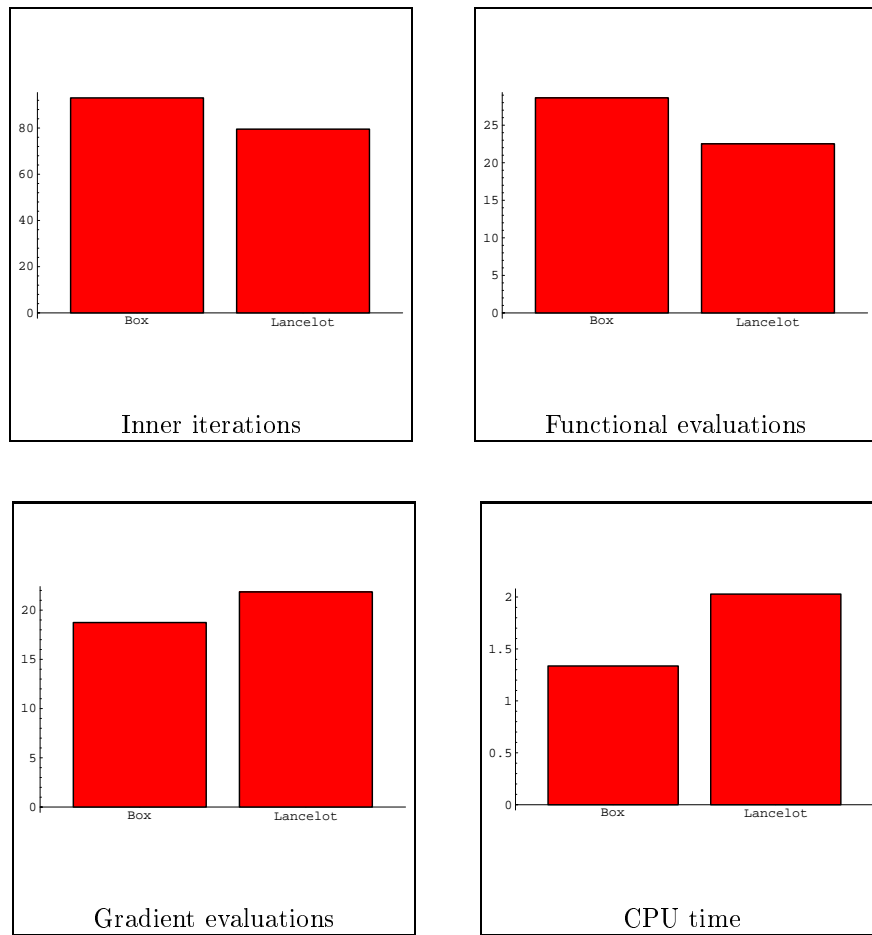 80
60
40
20
0
Box Lancelot
Inner iterations
25
20
15
10
5
0
Box Lancelot
Functional evaluations
20
15
10
5
0
Box Lancelot
Gradient evaluations
2
1.5
1
0.5
0
Box Lancelot
CPU time